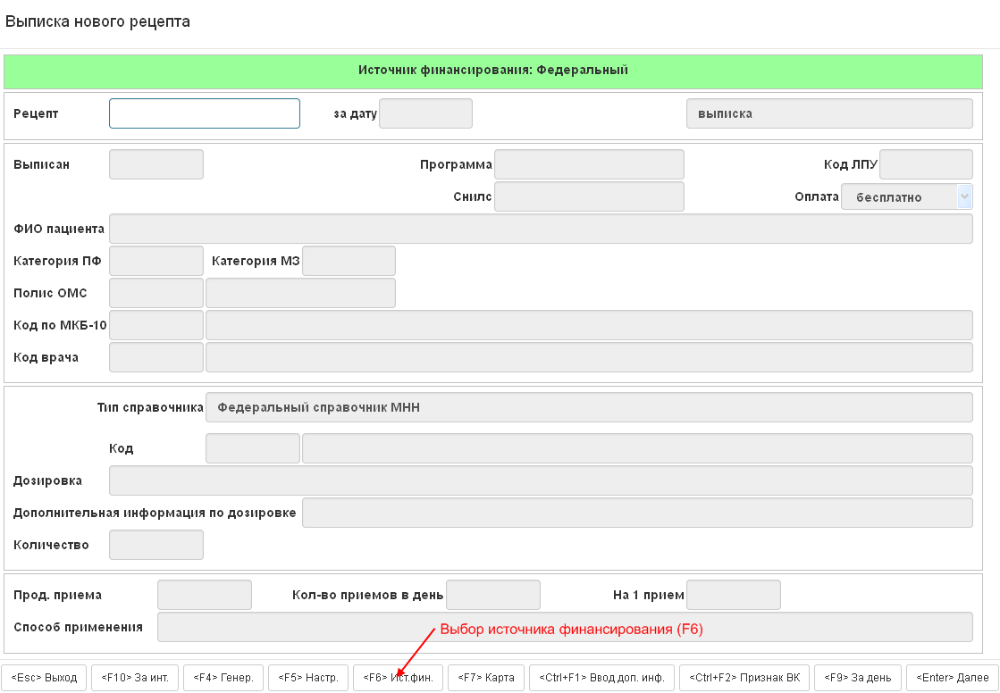 Выписка нового рецепта
Источник финансирования: Федеральный
Рецепт за дату выписка
Выписан Программа Код ЛПУ
Снилс Оплата бесплатно
ФИО пациента
Категория ПФ Категория МЗ
Полис ОМС
Код по МКБ-10
Код врача
Тип справочника Федеральный справочник МНН
Код
Дозировка
Дополнительная информация по дозировке
Количество
Прод. приема Кол-во приемов в день На 1 прием
Способ применения Выбор источника финансирования (F6)
<Esc> Выход <F10> За инт. <F4> Генер. <F5> Настр. <F6> Ист.фин. <F7> Карта <Ctrl+F1> Ввод доп. инф. <Ctrl+F2> Признак ВК <F9> За день <Enter> Далее